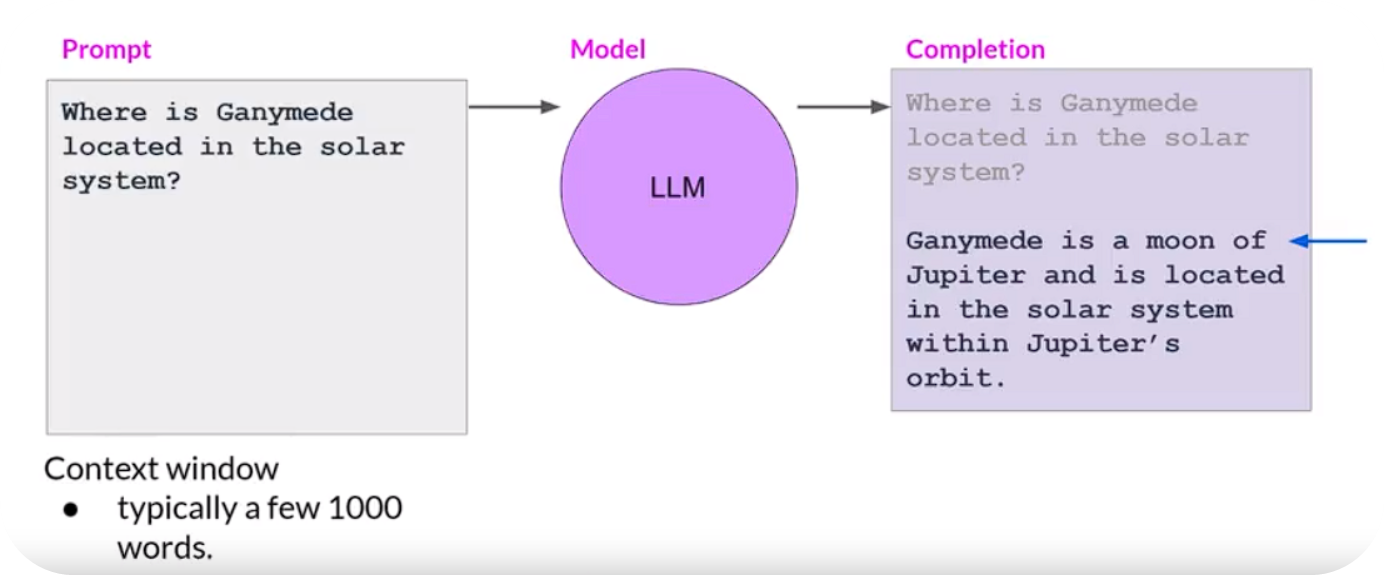 Prompt
Where is Ganymede
located in the solar
system?
Context window
● typically a few 1000
words.
Model
LLM
Completion
Where is Ganymede
located in the solar
system?
Ganymede is a moon of
Jupiter and is located
in the solar system
within Jupiter’s
orbit.